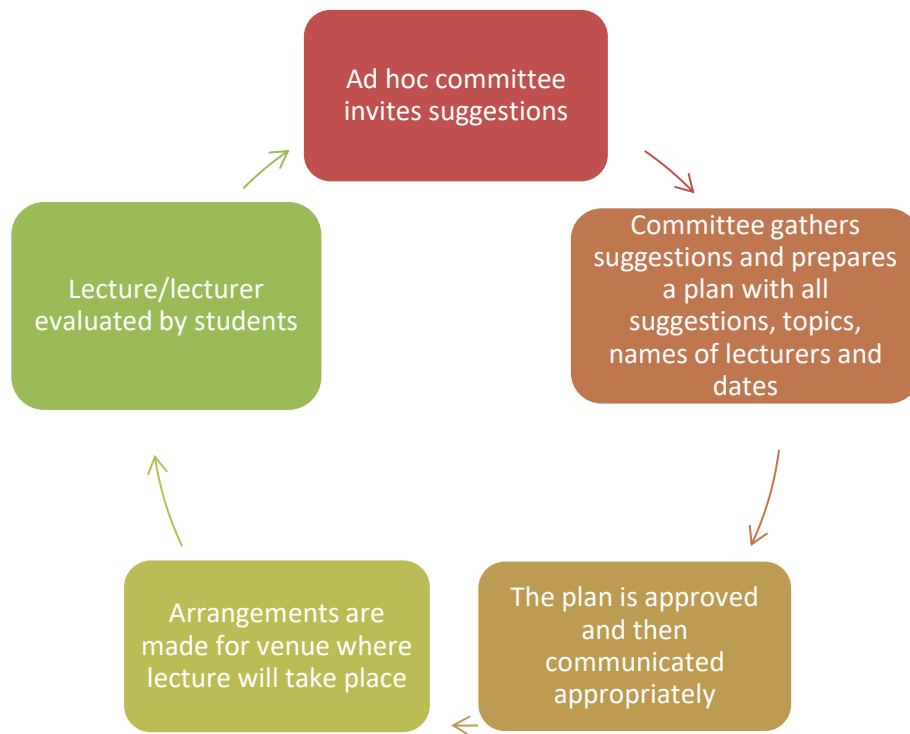 Ad hoc committee
invites suggestions
Committee gathers
suggestions and prepares
a plan with all
suggestions, topics,
names of lecturers and
dates
The plan is approved
and then
communicated
appropriately
Arrangements are
made for venue where
lecture will take place
Lecture/lecturer
evaluated by students